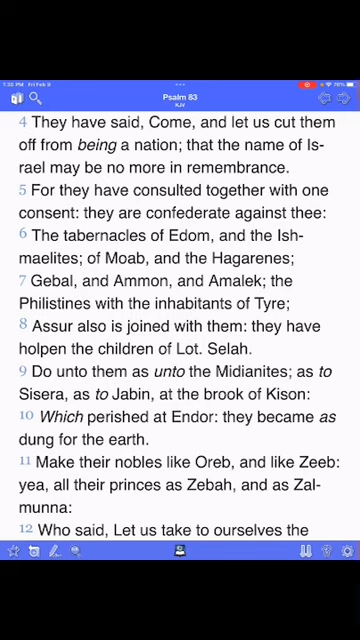 1:35 PM Fri Feb 9
76%
Psalm 83
KJV
4 They have said, Come, and let us cut them
off from being a nation; that the name of Is-
rael may be no more in remembrance.
5 For they have consulted together with one
consent: they are confederate against thee:
6 The tabernacles of Edom, and the Ish-
maelites; of Moab, and the Hagarenes;
7 Gebal, and Ammon, and Amalek; the
Philistines with the inhabitants of Tyre;
8 Assur also is joined with them: they have
holpen the children of Lot. Selah.
9 Do unto them as unto the Midianites; as to
Sisera, as to Jabin, at the brook of Kison:
10 Which perished at Endor: they became as
dung for the earth.
11 Make their nobles like Oreb, and like Zeeb:
yea, all their princes as Zebah, and as Zal-
munna:
12 Who said, Let us take to ourselves the